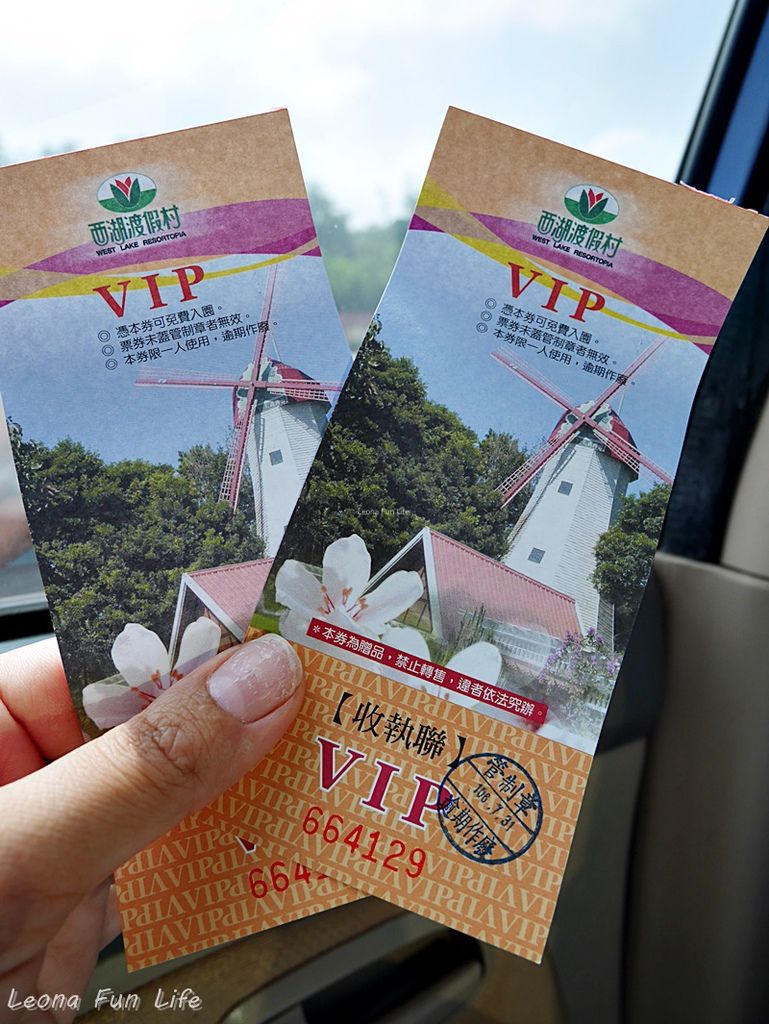 西湖渡假村
WEST LAKE RESORTOPIA
VIP
◎ 憑本券可免費入園。
◎ 票券未蓋管制章者無效。
◎ 本券限一人使用，逾期作廢。
西湖渡假村
WEST LAKE RESORTOPIA
VIP
◎ 憑本券可免費入園。
◎ 票券未蓋管制章者無效。
◎ 本券限一人使用，逾期作廢。
Leona Fun Life
＊本券為贈品，禁止轉售，違者依法究辦。
【收執聯】
VIP
管制章
106.7.31
逾期作廢
664129
664
Leona Fun Life